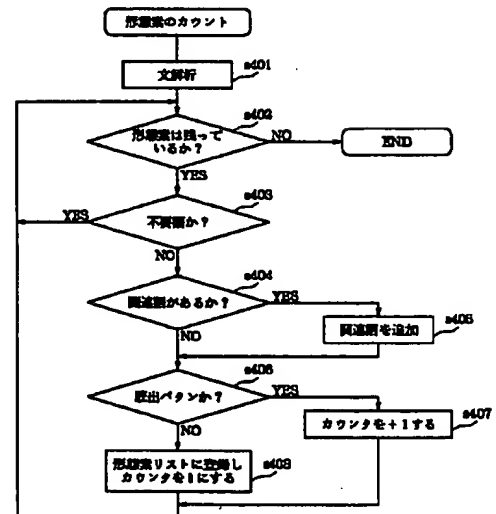 形態素のカウント
文解析
s401
形態素は残って
いるか？
s402
NO
END
YES
不要語か？
s403
YES
NO
関連語があるか？
s404
YES
関連語を追加
s405
NO
既出パタンか？
s406
YES
カウンタを+1する
s407
NO
形態素リストに登録し
カウンタを1にする
s408